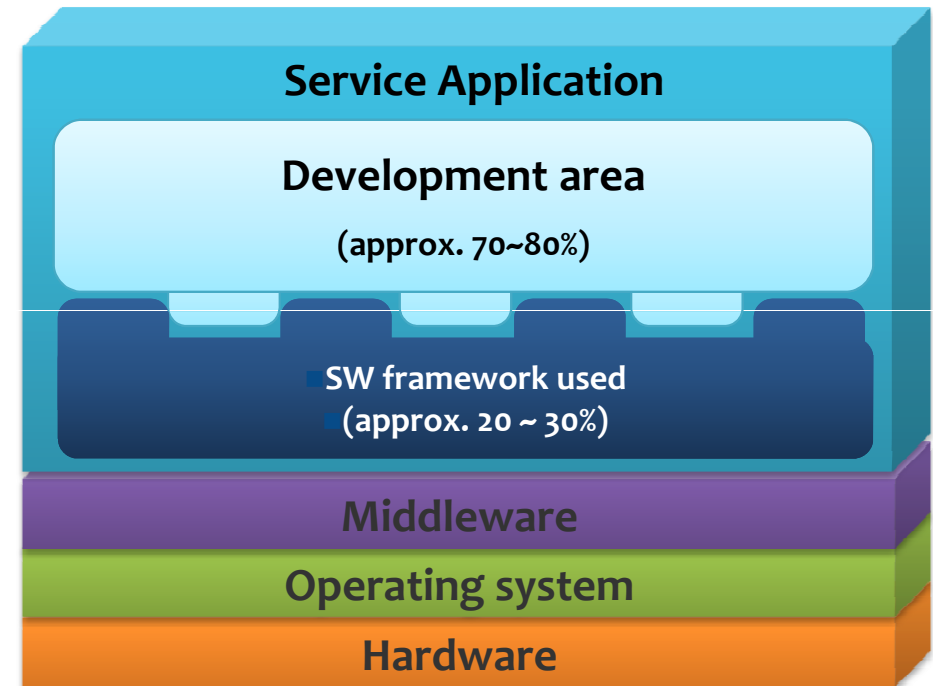 Service Application
Development area
(approx. 70~80%)
SW framework used
(approx. 20 ~ 30%)
Middleware
Operating system
Hardware